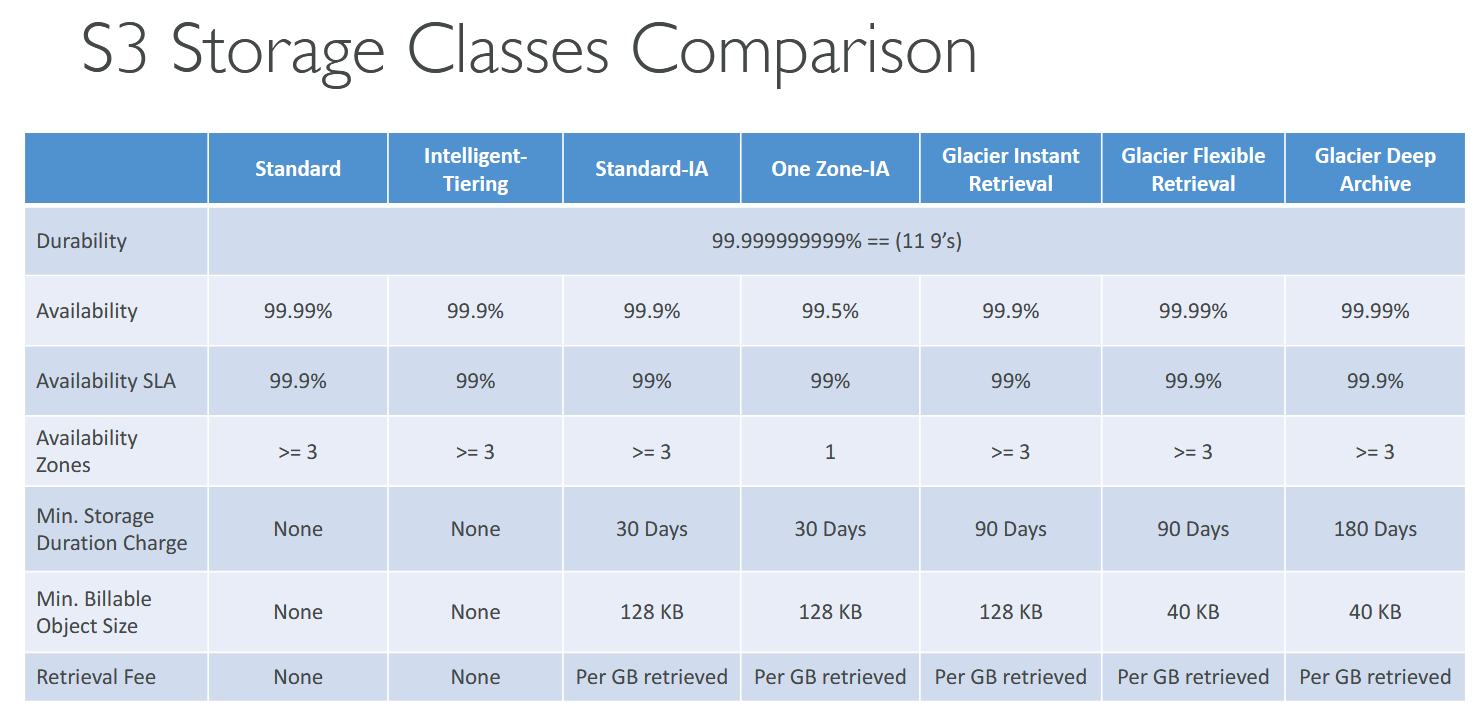 S3 Storage Classes Comparison
Standard
Intelligent-
Tiering
Standard-IA
One Zone-IA
Glacier Instant
Retrieval
Glacier Flexible
Retrieval
Glacier Deep
Archive
Durability
99.999999999% == (11 9’s)
Availability
99.99%
99.9%
99.9%
99.5%
99.9%
99.99%
99.99%
Availability SLA
99.9%
99%
99%
99%
99%
99.9%
99.9%
Availability
Zones
>= 3
>= 3
>= 3
1
>= 3
>= 3
>= 3
Min. Storage
Duration Charge
None
None
30 Days
30 Days
90 Days
90 Days
180 Days
Min. Billable
Object Size
None
None
128 KB
128 KB
128 KB
40 KB
40 KB
Retrieval Fee
None
None
Per GB retrieved
Per GB retrieved
Per GB retrieved
Per GB retrieved
Per GB retrieved